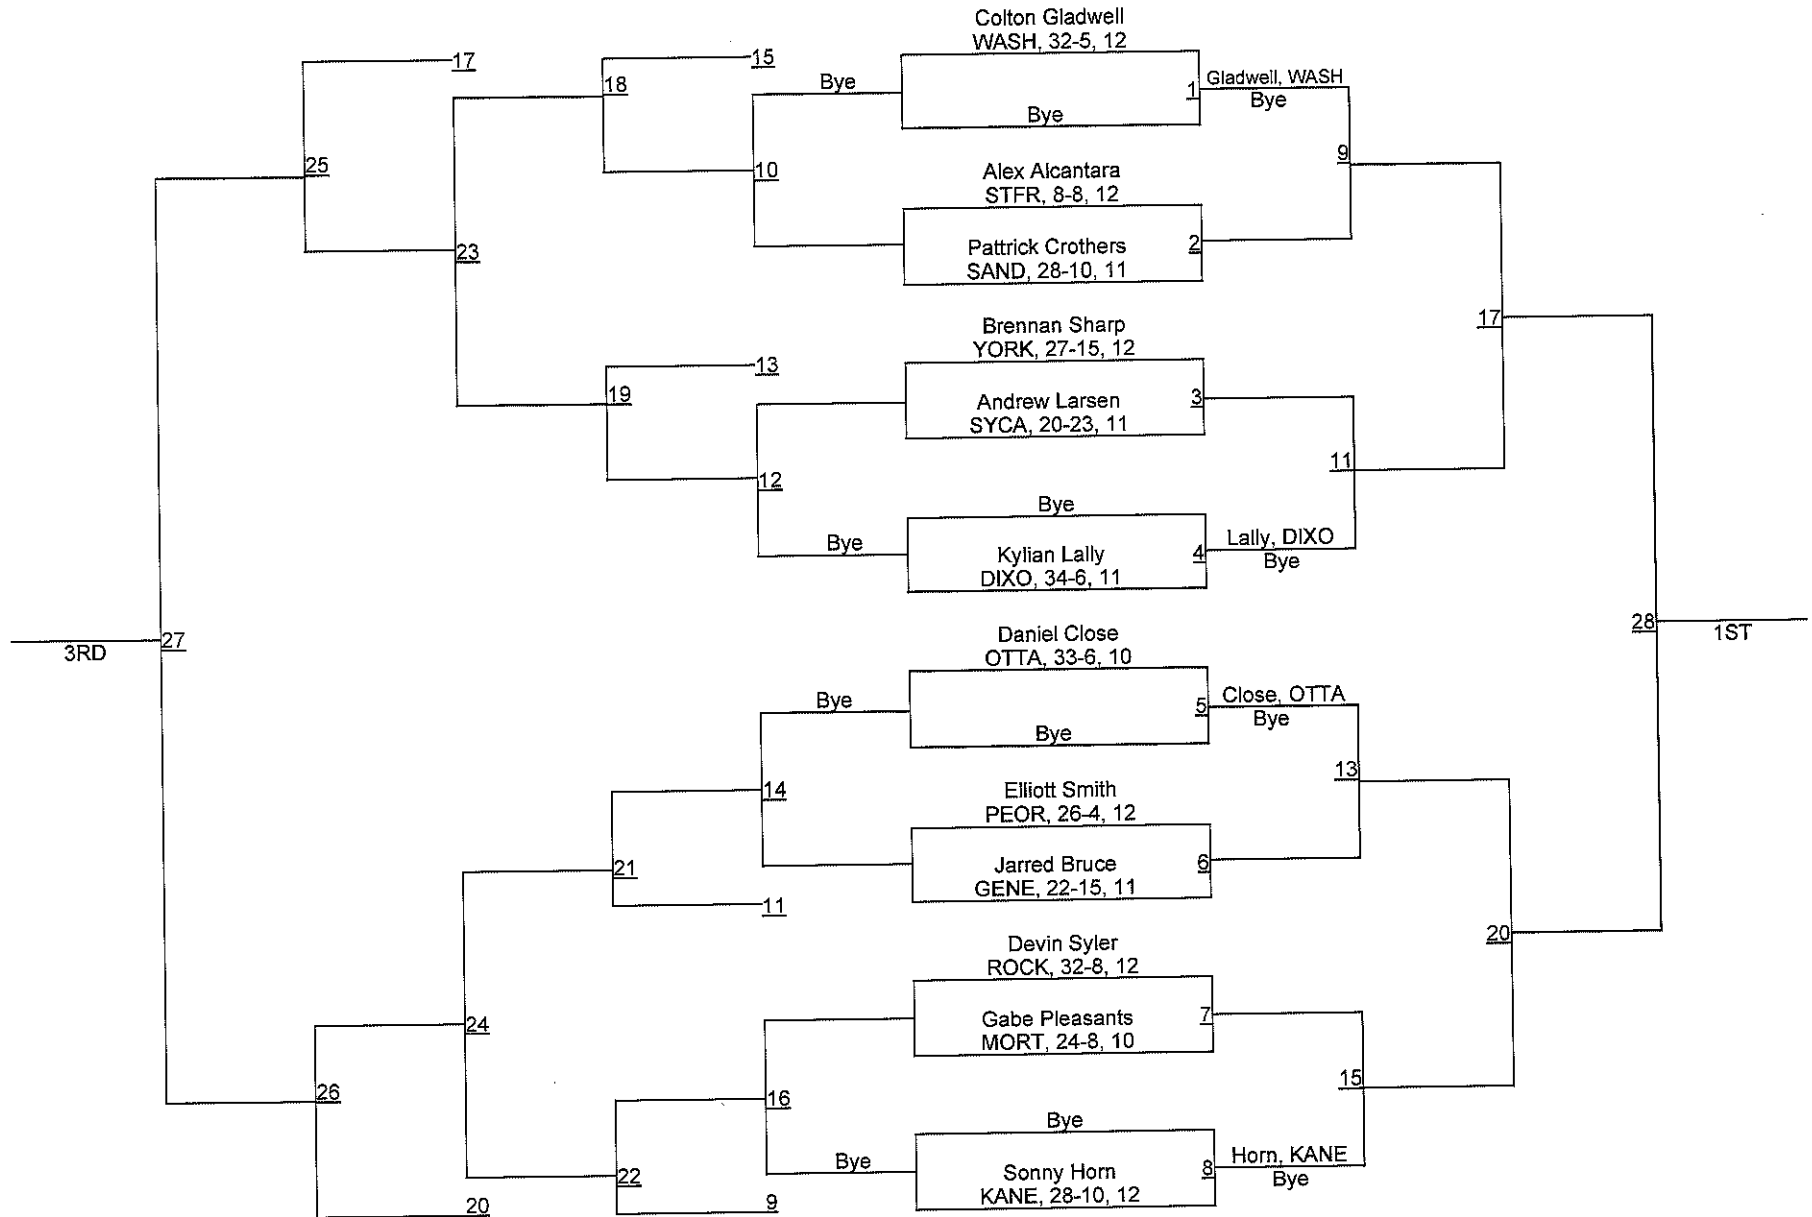 Colton Gladwell
WASH, 32-5, 12
17
15
18
Bye
1
Gladwell, WASH
Bye
Bye
9
25
10
Alex Alcantara
STFR, 8-8, 12
23
Pattrick Crothers
2
SAND, 28-10, 11
17
Brennan Sharp
YORK, 27-15, 12
13
19
Andrew Larsen
3
SYCA, 20-23, 11
11
12
Bye
Bye
Kylian Lally
4
Lally, DIXO
DIXO, 34-6, 11
Bye
3RD
27
28
1ST
Daniel Close
OTTA, 33-6, 10
Bye
5
Close, OTTA
Bye
Bye
13
14
Elliott Smith
PEOR, 26-4, 12
21
Jarred Bruce
6
GENE, 22-15, 11
11
20
Devin Syler
ROCK, 32-8, 12
24
Gabe Pleasants
7
MORT, 24-8, 10
15
26
16
Bye
Bye
Sonny Horn
8
Horn, KANE
KANE, 28-10, 12
Bye
22
20
9